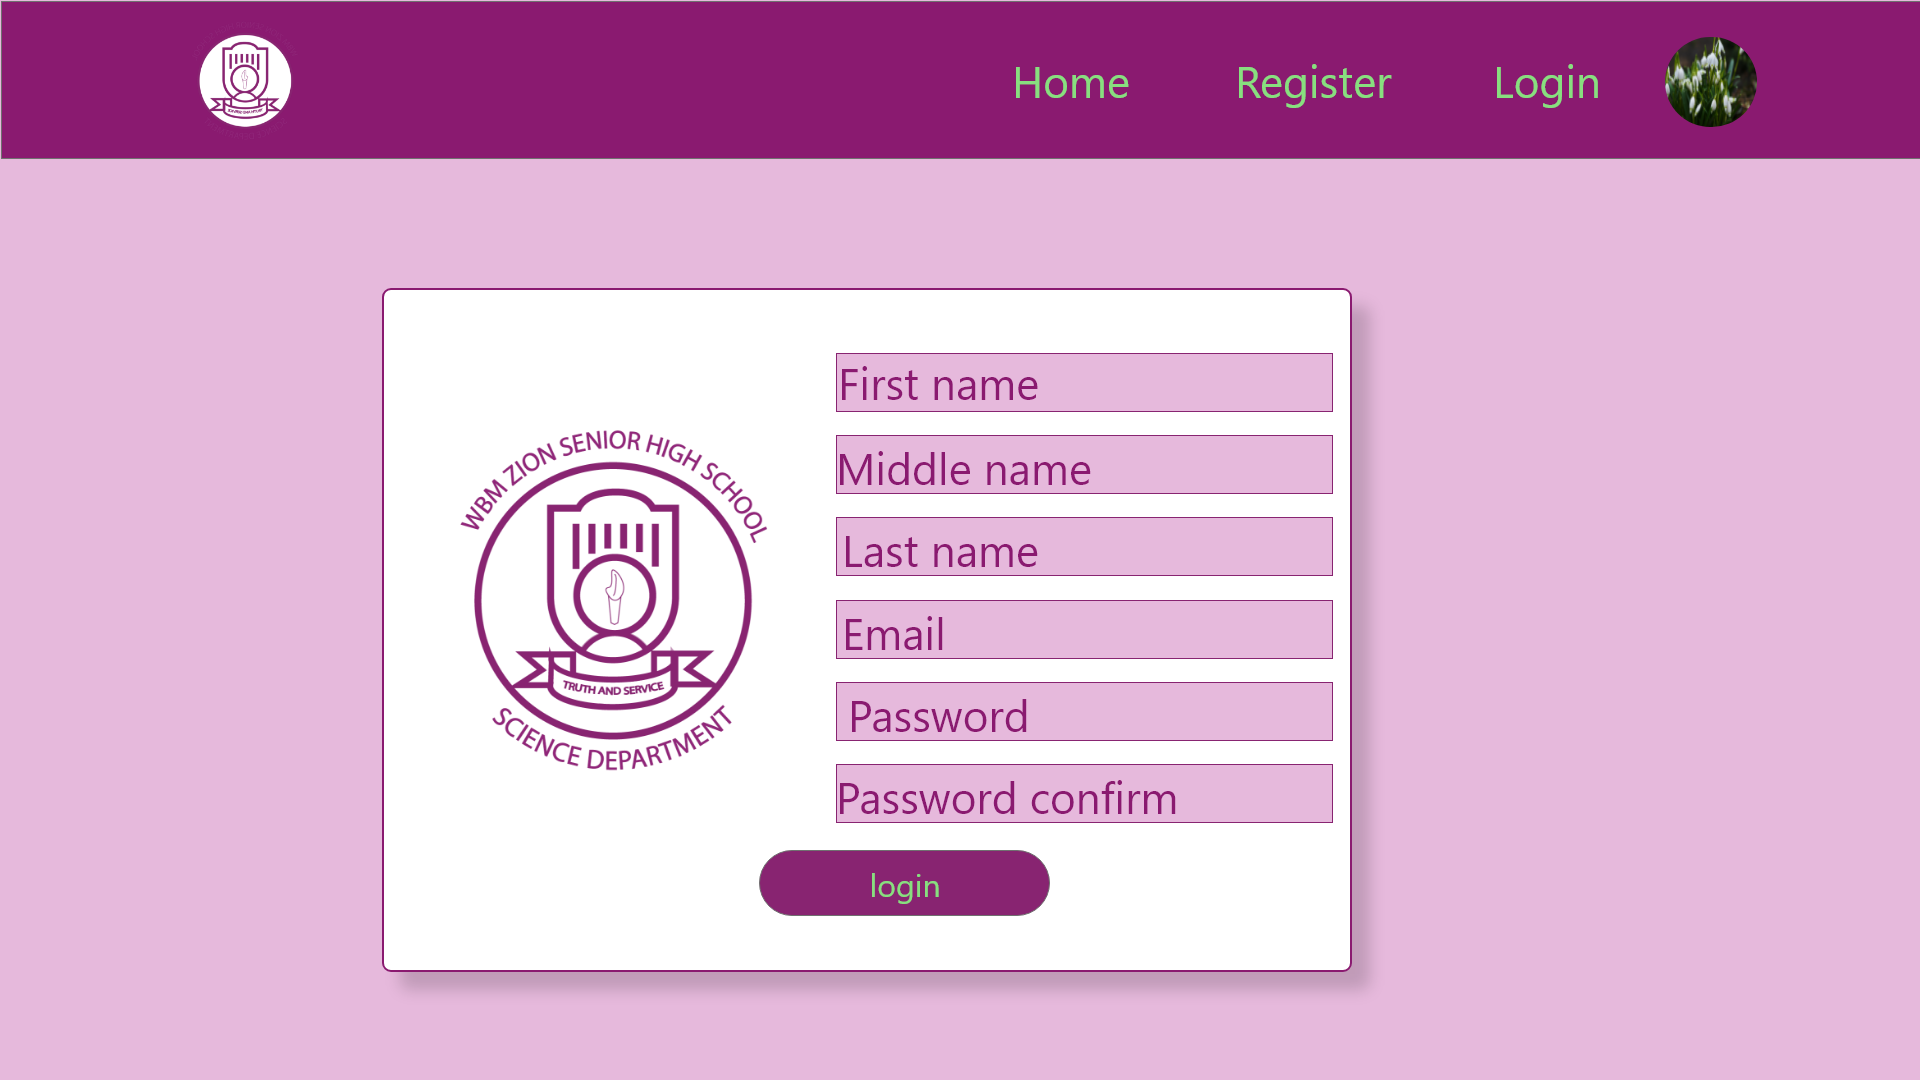 Home Register Login
First name
Middle name
Last name
Email
Password
Password confirm
WBM ZION SENIOR HIGH SCHOOL
TRUTH AND SERVICE
SCIENCE DEPARTMENT
login